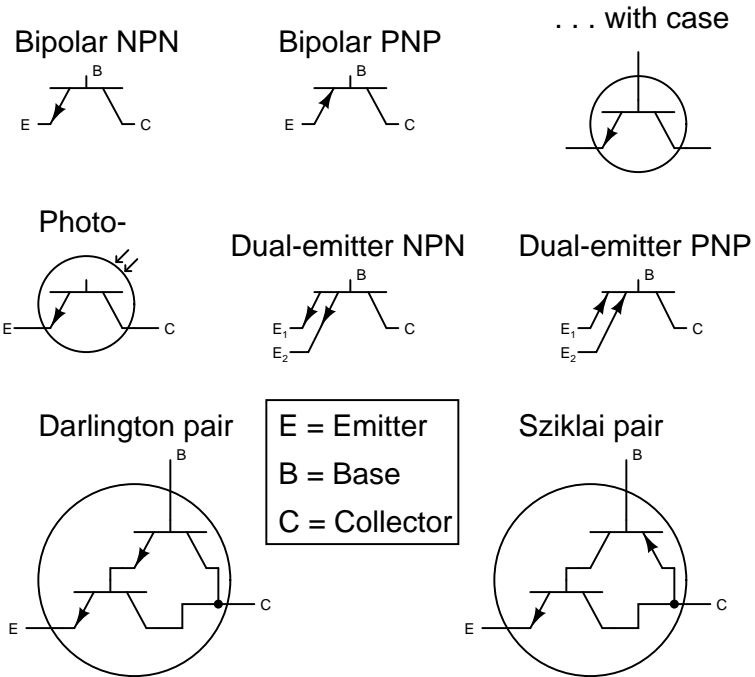 Bipolar NPN
B
E
C
Bipolar PNP
B
E
C
. . . with case
Photo-
E
C
Dual-emitter NPN
B
E1
E2
C
Dual-emitter PNP
B
E1
E2
C
Darlington pair
B
E
C
E = Emitter
B = Base
C = Collector
Sziklai pair
B
E
C